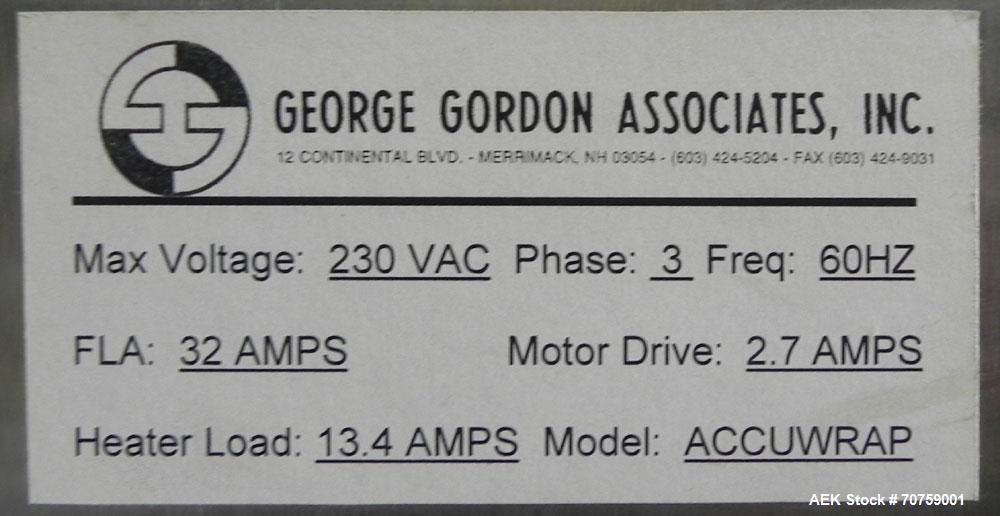 GEORGE GORDON ASSOCIATES, INC.
12 CONTINENTAL BLVD. - MERRIMACK, NH 03054 - (603) 424-5204 - FAX (603) 424-9031
Max Voltage: 230 VAC Phase: 3 Freq: 60HZ
FLA: 32 AMPS Motor Drive: 2.7 AMPS
Heater Load: 13.4 AMPS Model: ACCUWRAP
AEK Stock # 70759001